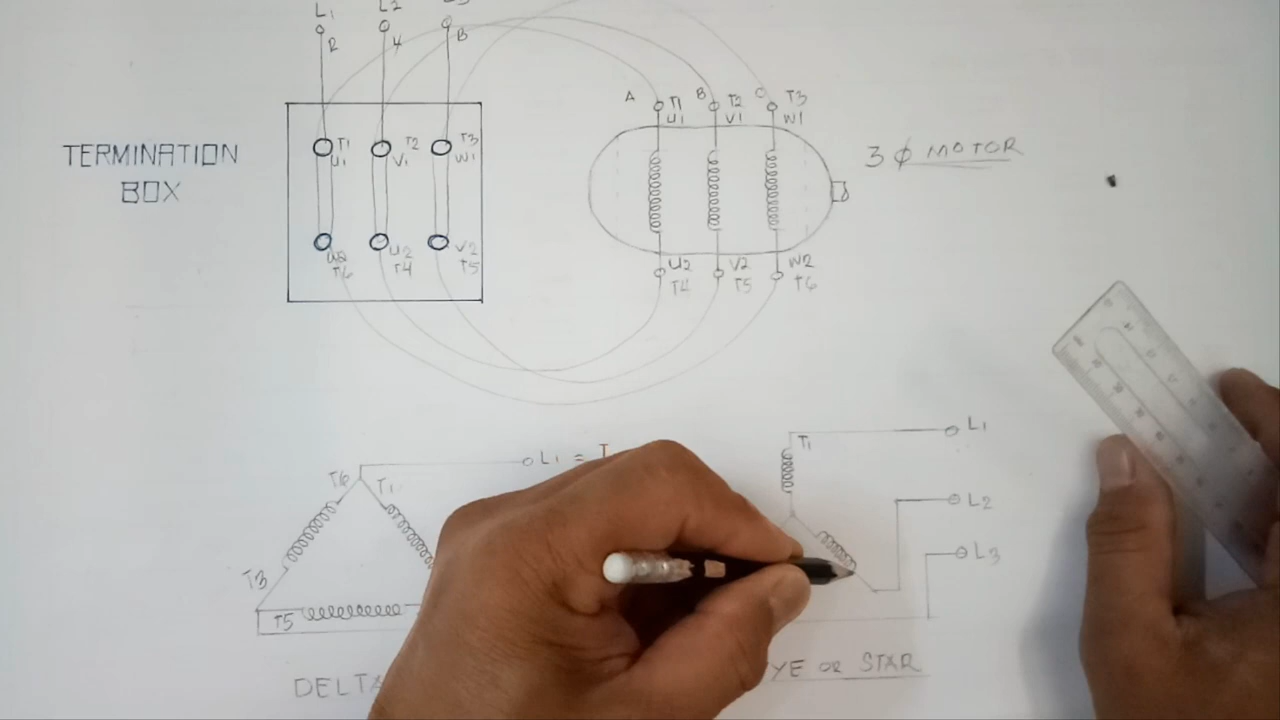 L1 L2
R Y B
A T1 B T2 C T3
U1 V1 W1
TERMINATION
BOX
T1 T2 T3
U1 V1 W1
3 φ MOTOR
W2 U2 V2
T6 T4 T5
U2 V2 W2
T4 T5 T6
L1
T1
L1 =
T6 T1
L2
L3
T3
T5
DELTA
YE OR STAR